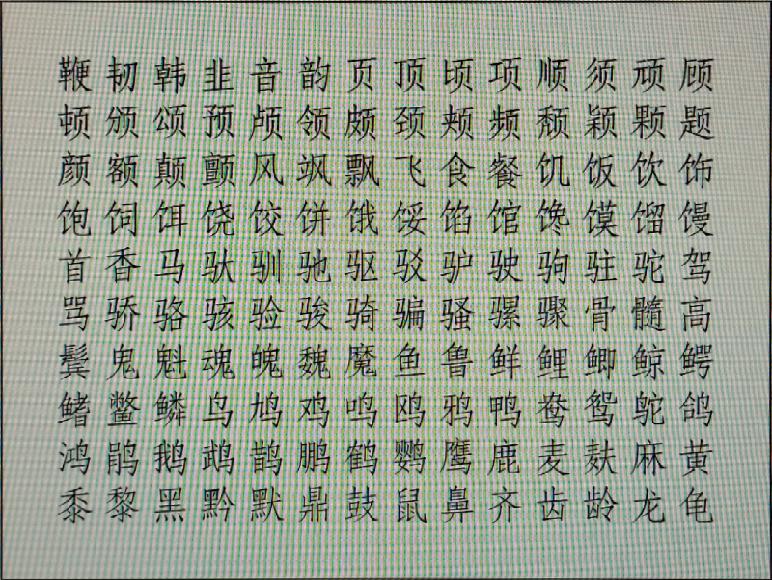 鞭韧韩韭音韵页顶顷项顺须顽顾
顿颁颂预颅领颇颈颊频颓颖颗题
颜额颠颤风飒飘飞食餐饥饭饮饰
饱饲饵饶饺饼饿馁馅馆馋馍馏馒
首香马驮驯驰驱驳驴驶驹驻驼驾
骂骄骆骇验骏骑骗骚骡骤骨髓高
鬓鬼魁魂魄魏魔鱼鲁鲜鲤鲫鲸鳄
鳍鳖鳞鸟鸠鸡鸣鸥鸦鸭鸯鸳鸵鸽
鸿鹃鹅鹉鹊鹏鹤鹦鹰鹿麦麸麻黄
黍黎黑黔默鼎鼓鼠鼻齐齿龄龙龟